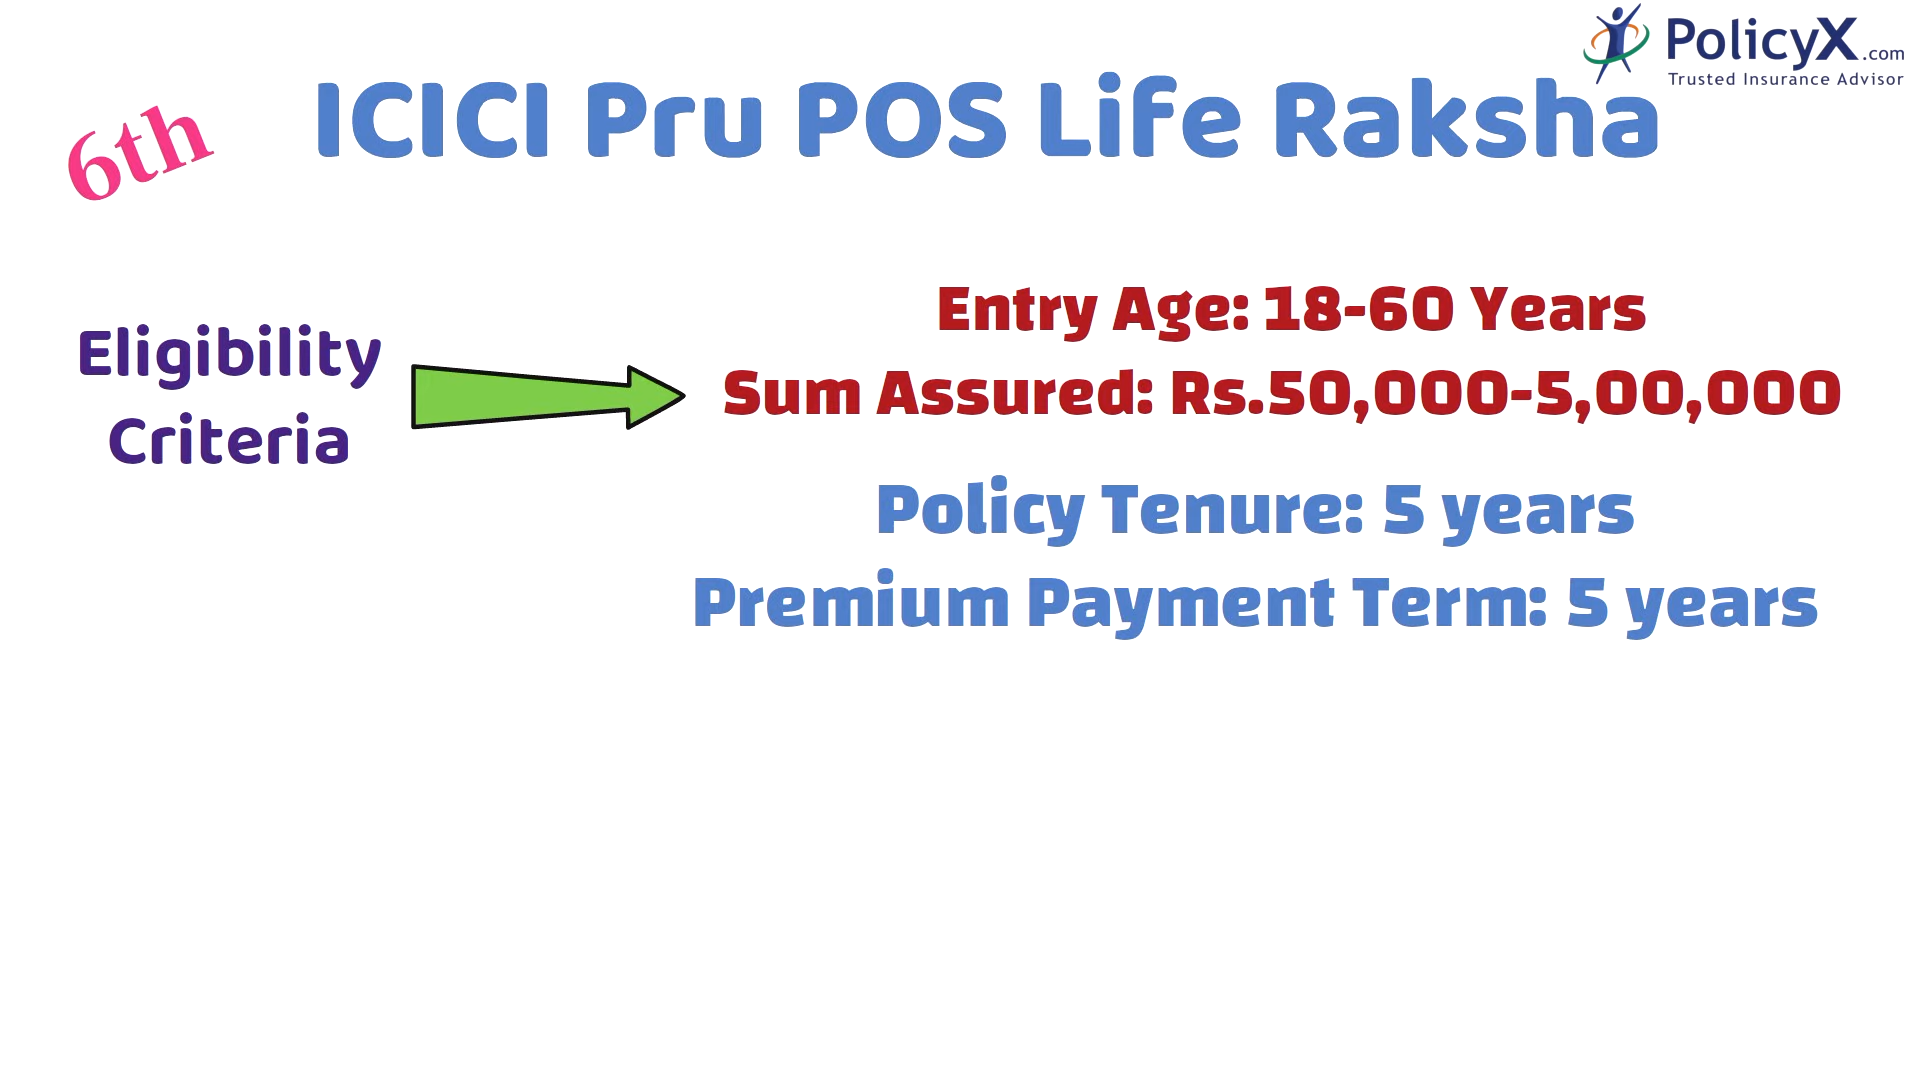 PolicyX.com
Trusted Insurance Advisor
6th
ICICI Pru POS Life Raksha
Eligibility
Criteria
Entry Age: 18-60 Years
Sum Assured: Rs.50,000-5,00,000
Policy Tenure: 5 years
Premium Payment Term: 5 years